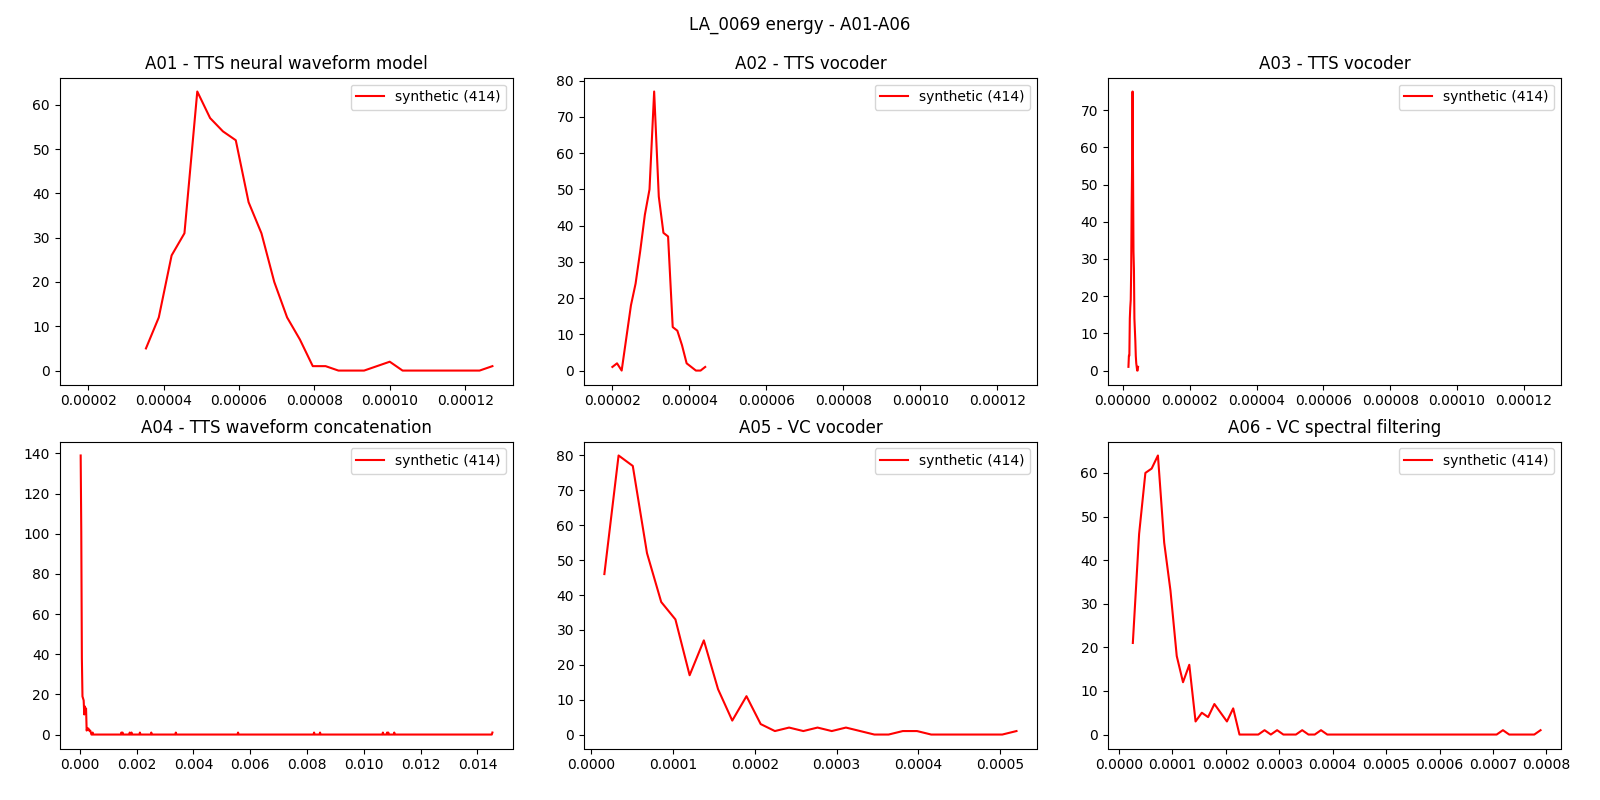 LA_0069 energy - A01-A06
A01 - TTS neural waveform model
synthetic (414)
60
50
40
30
20
10
0
0.00002 0.00004 0.00006 0.00008 0.00010 0.00012
A02 - TTS vocoder
synthetic (414)
80
70
60
50
40
30
20
10
0
0.00002 0.00004 0.00006 0.00008 0.00010 0.00012
A03 - TTS vocoder
synthetic (414)
70
60
50
40
30
20
10
0
0.00000 0.00002 0.00004 0.00006 0.00008 0.00010 0.00012
A04 - TTS waveform concatenation
synthetic (414)
140
120
100
80
60
40
20
0
0.000 0.002 0.004 0.006 0.008 0.010 0.012 0.014
A05 - VC vocoder
synthetic (414)
80
70
60
50
40
30
20
10
0
0.0000 0.0001 0.0002 0.0003 0.0004 0.0005
A06 - VC spectral filtering
synthetic (414)
60
50
40
30
20
10
0
0.0000 0.0001 0.0002 0.0003 0.0004 0.0005 0.0006 0.0007 0.0008